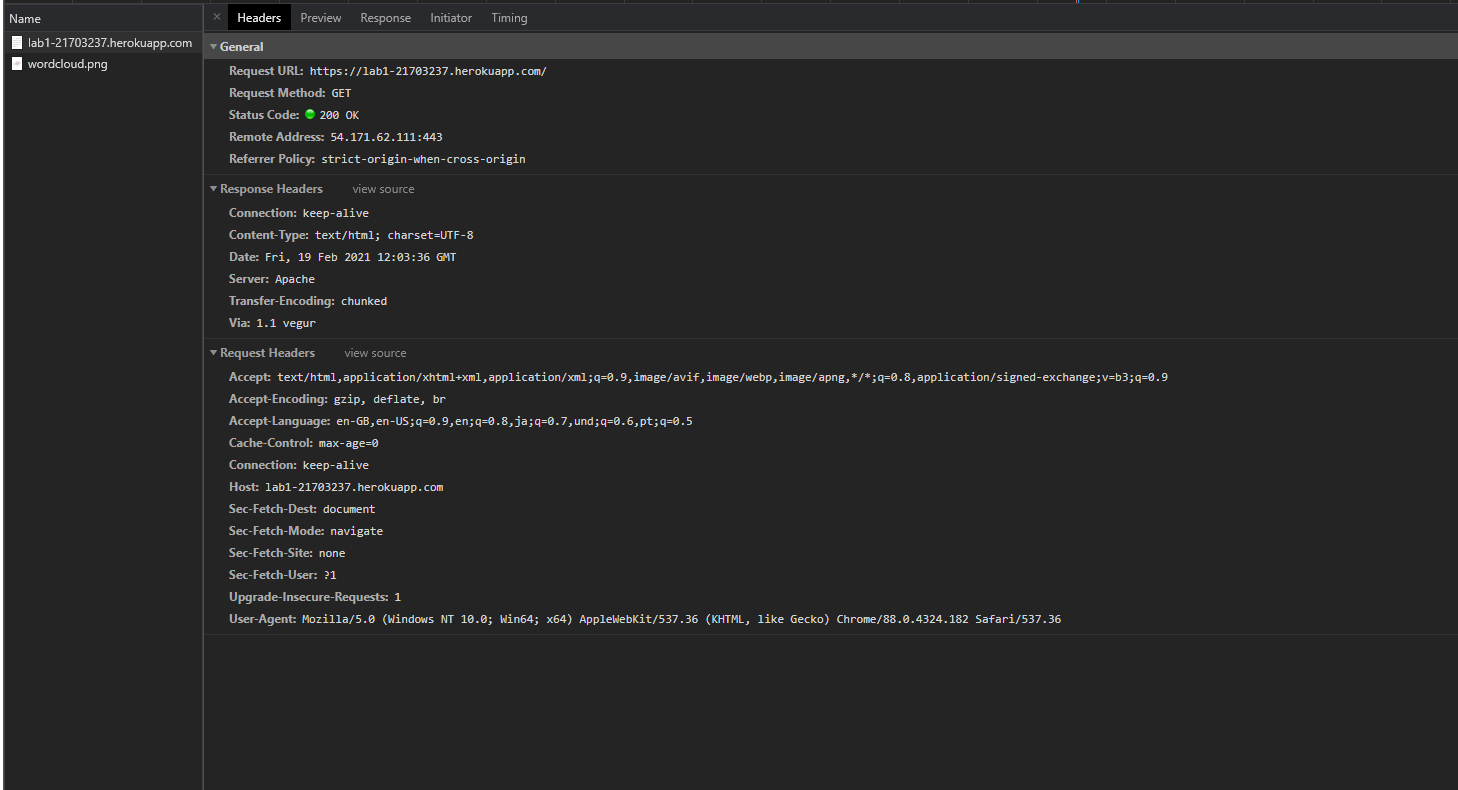 Name
lab1-21703237.herokuapp.com
wordcloud.png
× Headers Preview Response Initiator Timing
General
Request URL: https://lab1-21703237.herokuapp.com/
Request Method: GET
Status Code: 200 OK
Remote Address: 54.171.62.111:443
Referrer Policy: strict-origin-when-cross-origin
Response Headers view source
Connection: keep-alive
Content-Type: text/html; charset=UTF-8
Date: Fri, 19 Feb 2021 12:03:36 GMT
Server: Apache
Transfer-Encoding: chunked
Via: 1.1 vegur
Request Headers view source
Accept: text/html,application/xhtml+xml,application/xml;q=0.9,image/avif,image/webp,image/apng,*/*;q=0.8,application/signed-exchange;v=b3;q=0.9
Accept-Encoding: gzip, deflate, br
Accept-Language: en-GB,en-US;q=0.9,en;q=0.8,ja;q=0.7,und;q=0.6,pt;q=0.5
Cache-Control: max-age=0
Connection: keep-alive
Host: lab1-21703237.herokuapp.com
Sec-Fetch-Dest: document
Sec-Fetch-Mode: navigate
Sec-Fetch-Site: none
Sec-Fetch-User: ?1
Upgrade-Insecure-Requests: 1
User-Agent: Mozilla/5.0 (Windows NT 10.0; Win64; x64) AppleWebKit/537.36 (KHTML, like Gecko) Chrome/88.0.4324.182 Safari/537.36